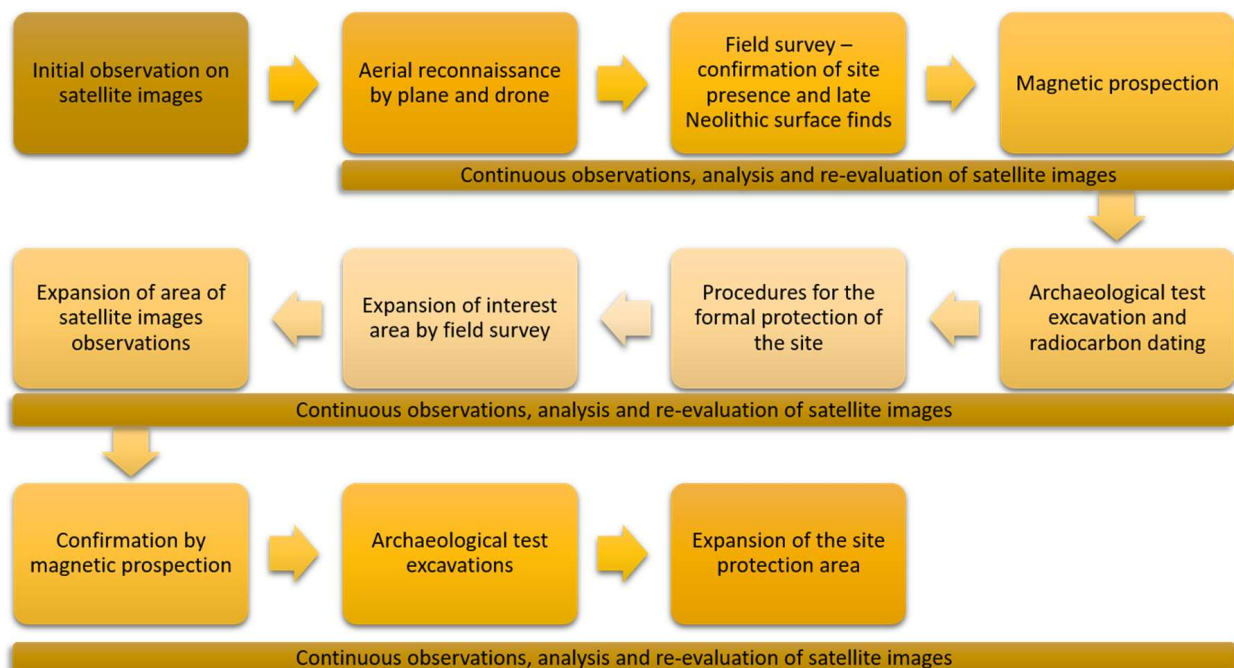 Initial observation on
satellite images
Aerial reconnaissance
by plane and drone
Field survey –
confirmation of site
presence and late
Neolithic surface finds
Magnetic prospection
Continuous observations, analysis and re-evaluation of satellite images
Archaeological test
excavation and
radiocarbon dating
Procedures for the
formal protection of
the site
Expansion of interest
area by field survey
Expansion of area of
satellite images
observations
Continuous observations, analysis and re-evaluation of satellite images
Confirmation by
magnetic prospection
Archaeological test
excavations
Expansion of the site
protection area
Continuous observations, analysis and re-evaluation of satellite images